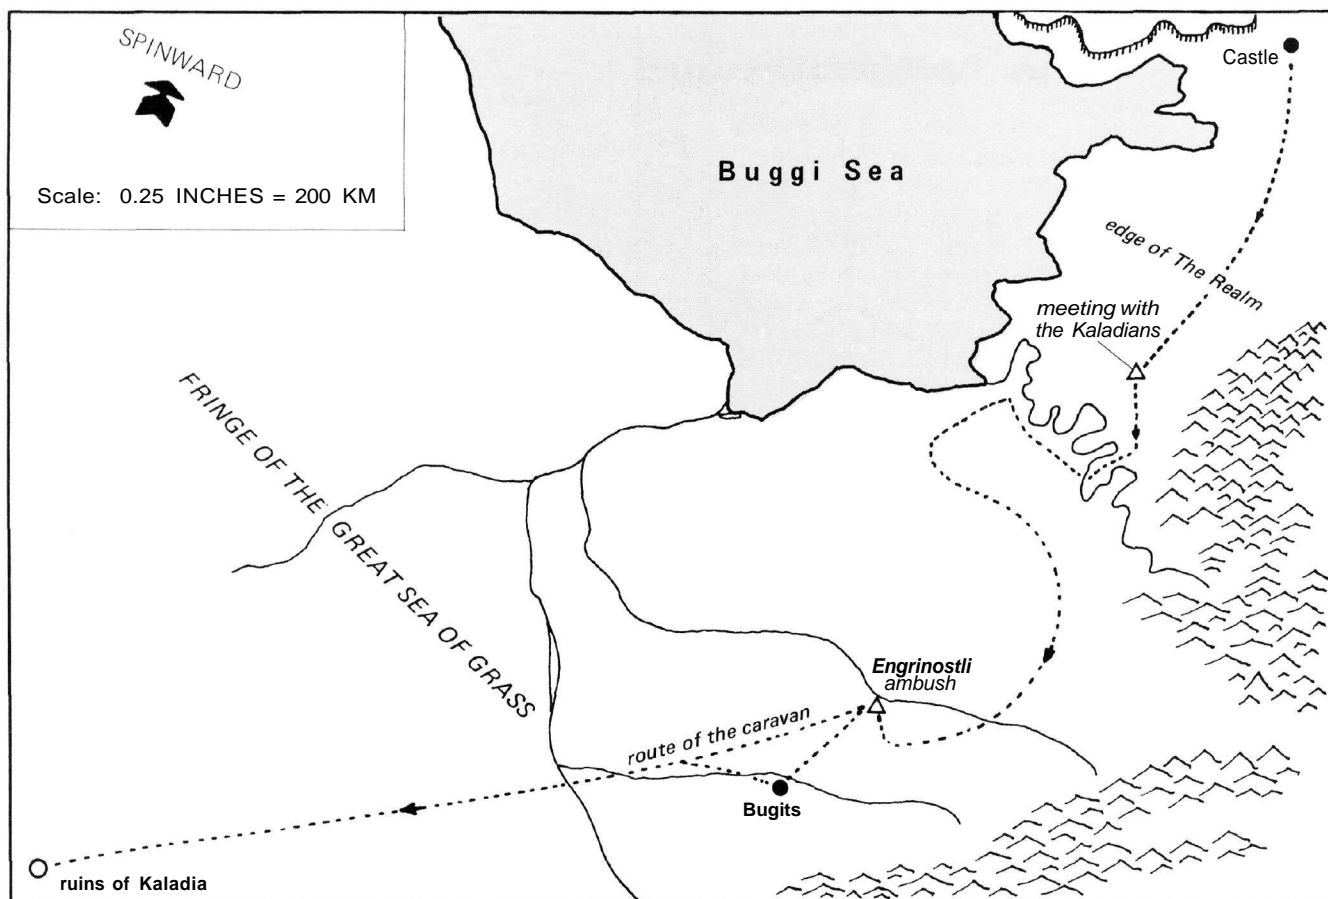 SPINWARD
Scale: 0.25 INCHES = 200 KM
Castle
Buggi Sea
edge of The Realm
meeting with
the Kaladians
FRINGE OF THE GREAT SEA OF GRASS
Engrinostli
ambush
route of the caravan
Bugits
ruins of Kaladia